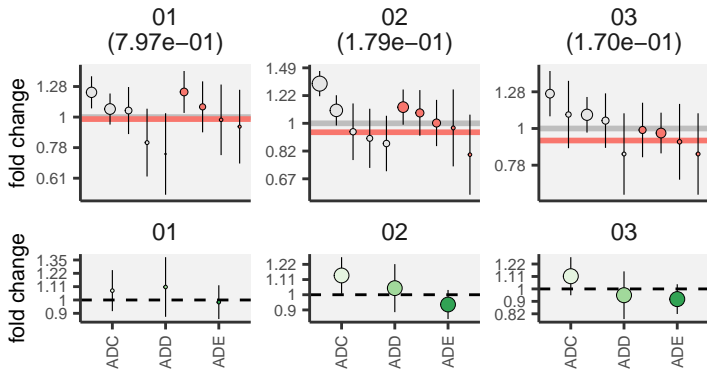 01
(7.97e−01)
02
(1.79e−01)
03
(1.70e−01)
fold change
1.28
1
0.78
0.61
1.49
1.22
1
0.82
0.67
1.28
1
0.78
01
02
03
fold change
1.35
1.22
1.11
1
0.9
1.22
1.11
1
0.9
1.22
1.11
1
0.9
0.82
ADC
ADD
ADE
ADC
ADD
ADE
ADC
ADD
ADE